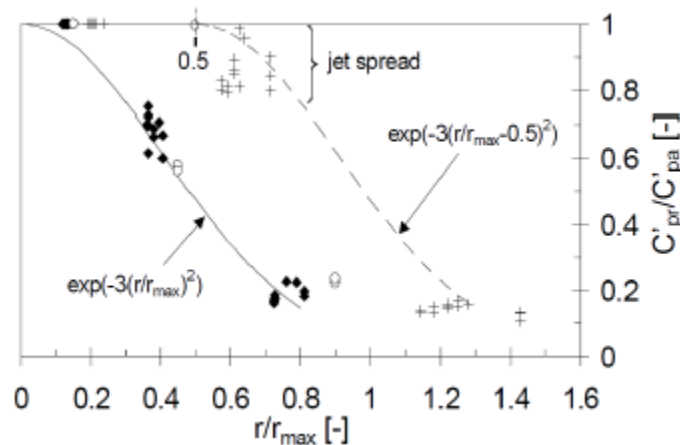 1
0.5
jet spread
0.8
exp(-3(r/r_max-0.5)²)
0.6
C'_pr/C'_pa [-]
0.4
exp(-3(r/r_max)²)
0.2
0
0 0.2 0.4 0.6 0.8 1 1.2 1.4 1.6
r/r_max [-]